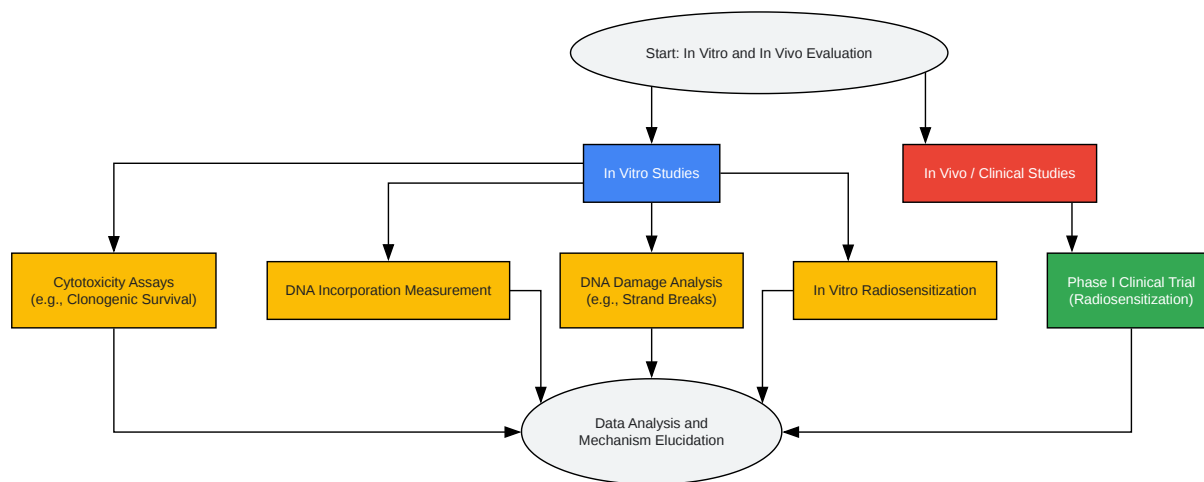 Start: In Vitro and In Vivo Evaluation
In Vitro Studies
In Vivo / Clinical Studies
Cytotoxicity Assays
(e.g., Clonogenic Survival)
DNA Incorporation Measurement
DNA Damage Analysis
(e.g., Strand Breaks)
In Vitro Radiosensitization
Phase I Clinical Trial
(Radiosensitization)
Data Analysis and
Mechanism Elucidation